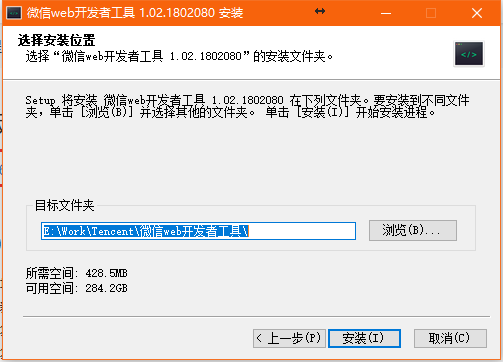 微信web开发者工具 1.02.1802080 安装
选择安装位置
选择“微信web开发者工具 1.02.1802080”的安装文件夹。
</>
Setup 将安装 微信web开发者工具 1.02.1802080 在下列文件夹。要安装到不同文件
夹，单击 [浏览(B)] 并选择其他的文件夹。 单击 [安装(I)] 开始安装进程。
目标文件夹
E:\Work\Tencent\微信web开发者工具\
浏览(B)...
所需空间: 428.5MB
可用空间: 284.2GB
< 上一步(P)
安装(I)
取消(C)